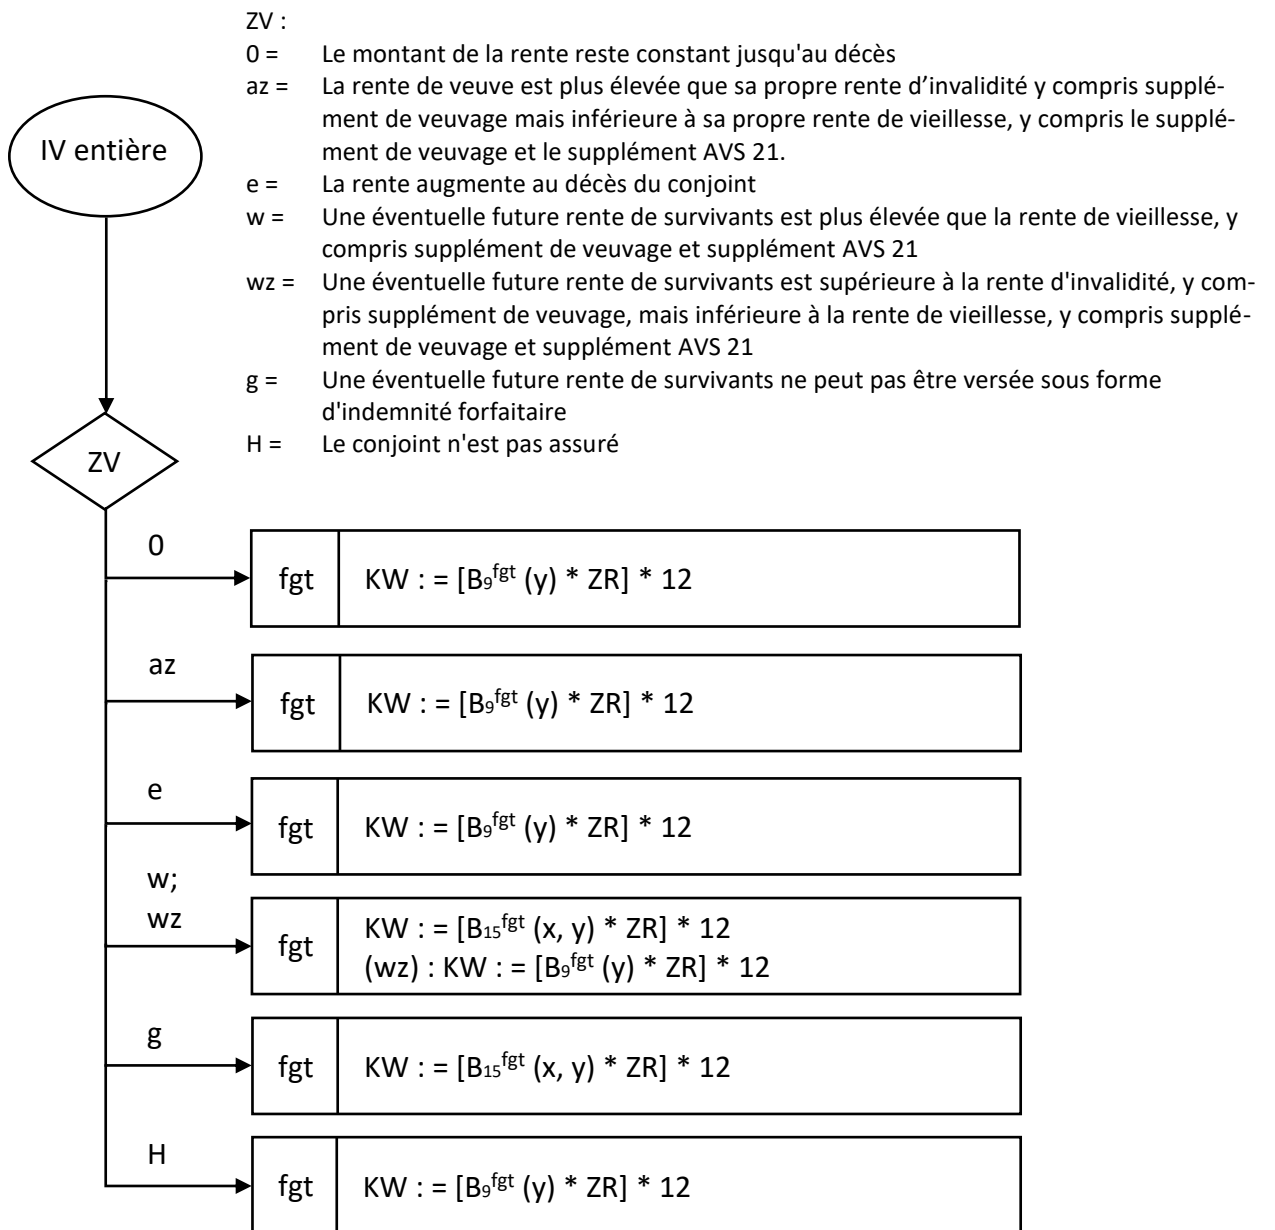 ZV :
0 = Le montant de la rente reste constant jusqu'au décès
az = La rente de veuve est plus élevée que sa propre rente d’invalidité y compris supplé-
ment de veuvage mais inférieure à sa propre rente de vieillesse, y compris le supplé-
ment de veuvage et le supplément AVS 21.
e = La rente augmente au décès du conjoint
w = Une éventuelle future rente de survivants est plus élevée que la rente de vieillesse, y
compris supplément de veuvage et supplément AVS 21
wz = Une éventuelle future rente de survivants est supérieure à la rente d'invalidité, y com-
pris supplément de veuvage, mais inférieure à la rente de vieillesse, y compris supplé-
ment de veuvage et supplément AVS 21
g = Une éventuelle future rente de survivants ne peut pas être versée sous forme
d'indemnité forfaitaire
H = Le conjoint n'est pas assuré
IV entière
ZV
0
fgt KW : = [B₉ᶠᵍᵗ (y) * ZR] * 12
az
fgt KW : = [B₉ᶠᵍᵗ (y) * ZR] * 12
e
fgt KW : = [B₉ᶠᵍᵗ (y) * ZR] * 12
w;
wz
fgt KW : = [B₁₅ᶠᵍᵗ (x, y) * ZR] * 12
(wz) : KW : = [B₉ᶠᵍᵗ (y) * ZR] * 12
g
fgt KW : = [B₁₅ᶠᵍᵗ (x, y) * ZR] * 12
H
fgt KW : = [B₉ᶠᵍᵗ (y) * ZR] * 12